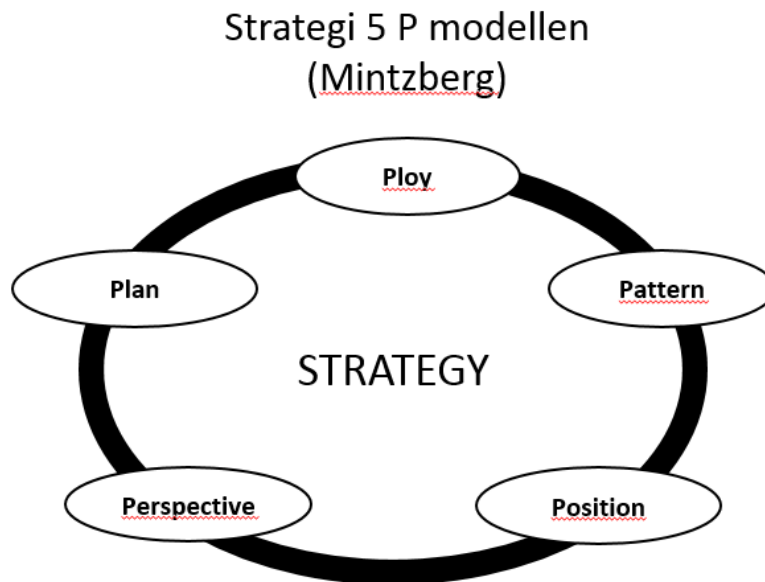 Strategi 5 P modellen
(Mintzberg)
Ploy
Plan
Pattern
STRATEGY
Perspective
Position